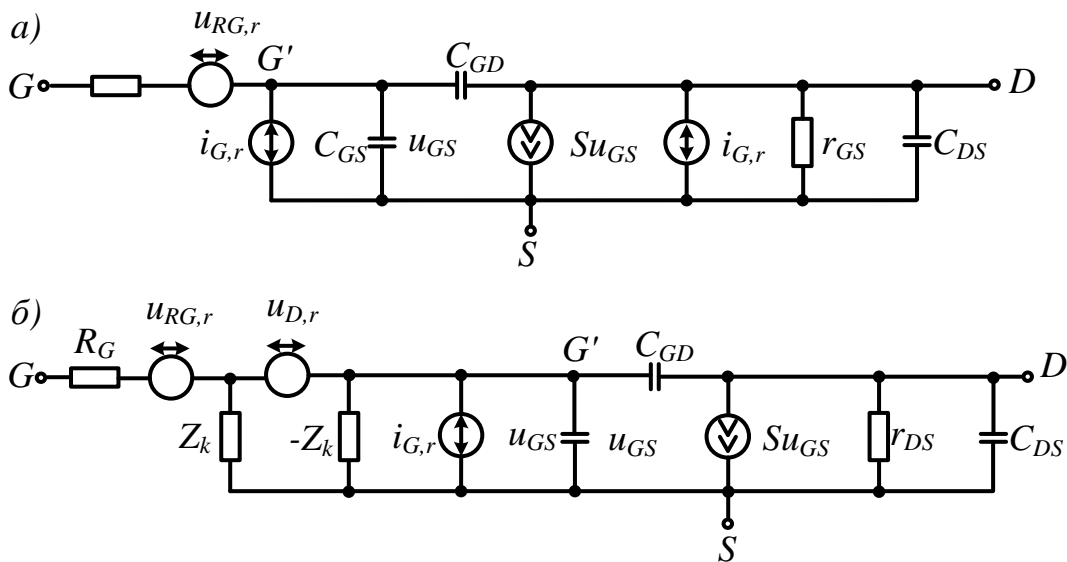 а)
u_{RG,r}
G
G'
C_{GD}
D
i_{G,r}
C_{GS}
u_{GS}
Su_{GS}
i_{G,r}
r_{GS}
C_{DS}
S
б)
u_{RG,r}
u_{D,r}
R_G
G
G'
C_{GD}
D
Z_k
-Z_k
i_{G,r}
u_{GS}
u_{GS}
Su_{GS}
r_{DS}
C_{DS}
S